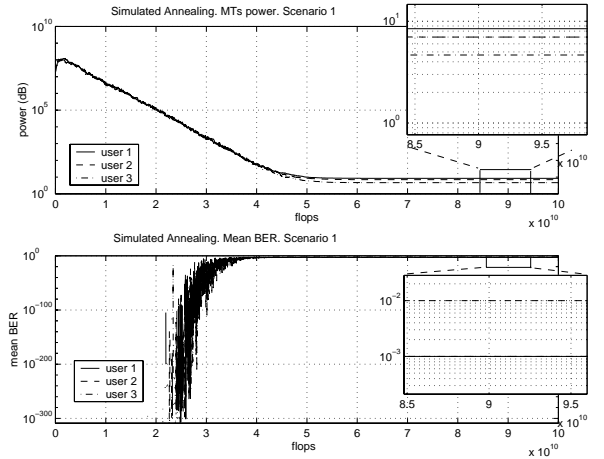 Simulated Annealing. MTs power. Scenario 1
10^10
10^5
10^0
power (dB)
user 1
user 2
user 3
0 1 2 3 4 5 6 7 8 9 10
flops
x 10^10
10^1
10^0
8.5 9 9.5
x 10^10
Simulated Annealing. Mean BER. Scenario 1
10^0
10^-100
10^-200
10^-300
mean BER
user 1
user 2
user 3
0 1 2 3 4 5 6 7 8 9 10
flops
x 10^10
10^-2
10^-3
8.5 9 9.5
x 10^10